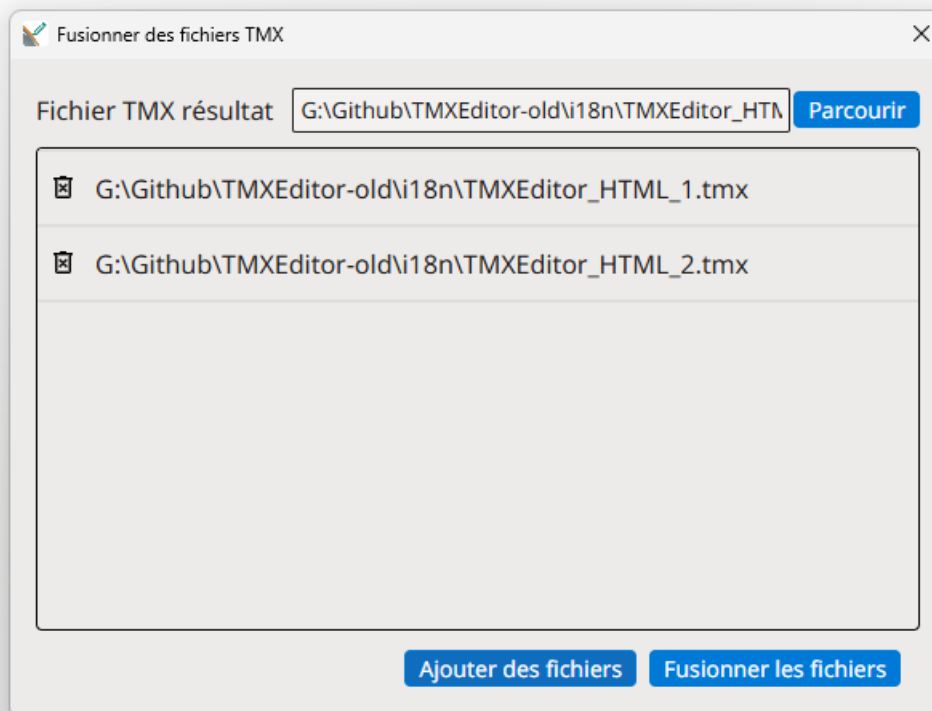 Fusionner des fichiers TMX
Fichier TMX résultat G:\Github\TMXEditor-old\i18n\TMXEditor_HTM Parcourir
G:\Github\TMXEditor-old\i18n\TMXEditor_HTML_1.tmx
G:\Github\TMXEditor-old\i18n\TMXEditor_HTML_2.tmx
Ajouter des fichiers Fusionner les fichiers